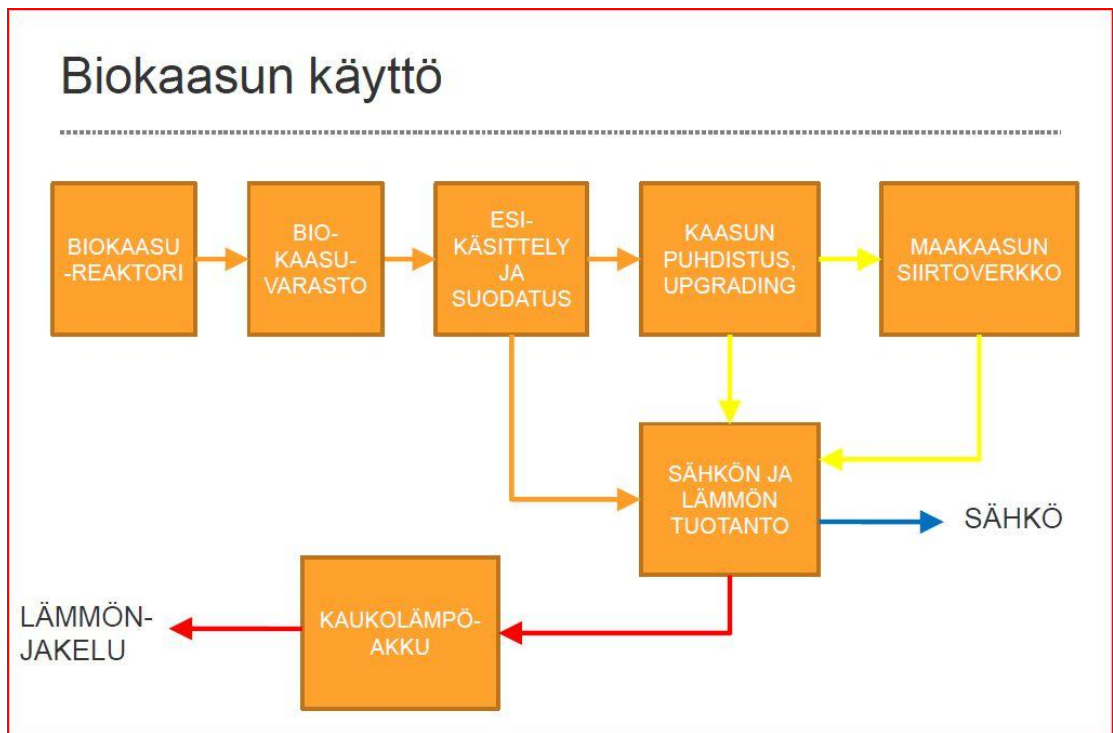 Biokaasun käyttö
BIOKAASU
-REAKTORI
BIO-
KAASU-
VARASTO
ESI-
KÄSITTELY
JA
SUODATUS
KAASUN
PUHDISTUS,
UPGRADING
MAAKAASUN
SIIRTOVERKKO
SÄHKÖN JA
LÄMMÖN
TUOTANTO
SÄHKÖ
KAUKOLÄMPÖ-
AKKU
LÄMMÖN-
JAKELU